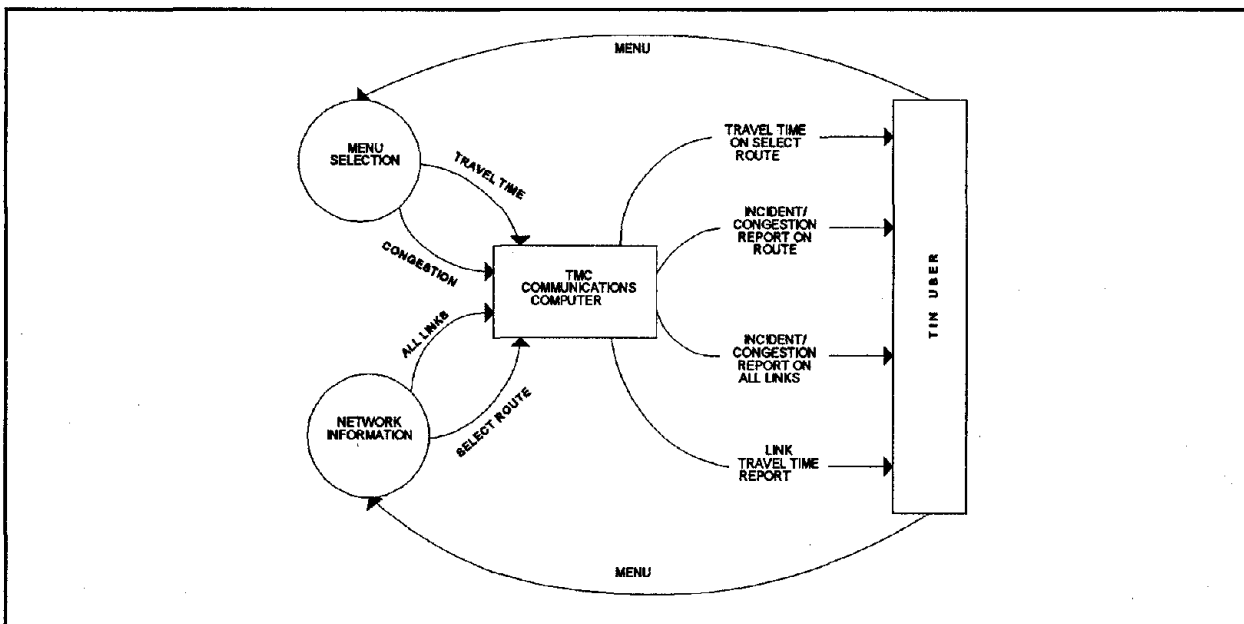 MENU
MENU
SELECTION
TRAVEL TIME
CONGESTION
ALL LINKS
SELECT ROUTE
NETWORK
INFORMATION
TMC
COMMUNICATIONS
COMPUTER
TRAVEL TIME
ON SELECT
ROUTE
INCIDENT/
CONGESTION
REPORT ON
ROUTE
INCIDENT/
CONGESTION
REPORT ON
ALL LINKS
LINK
TRAVEL TIME
REPORT
TIN UBER
MENU